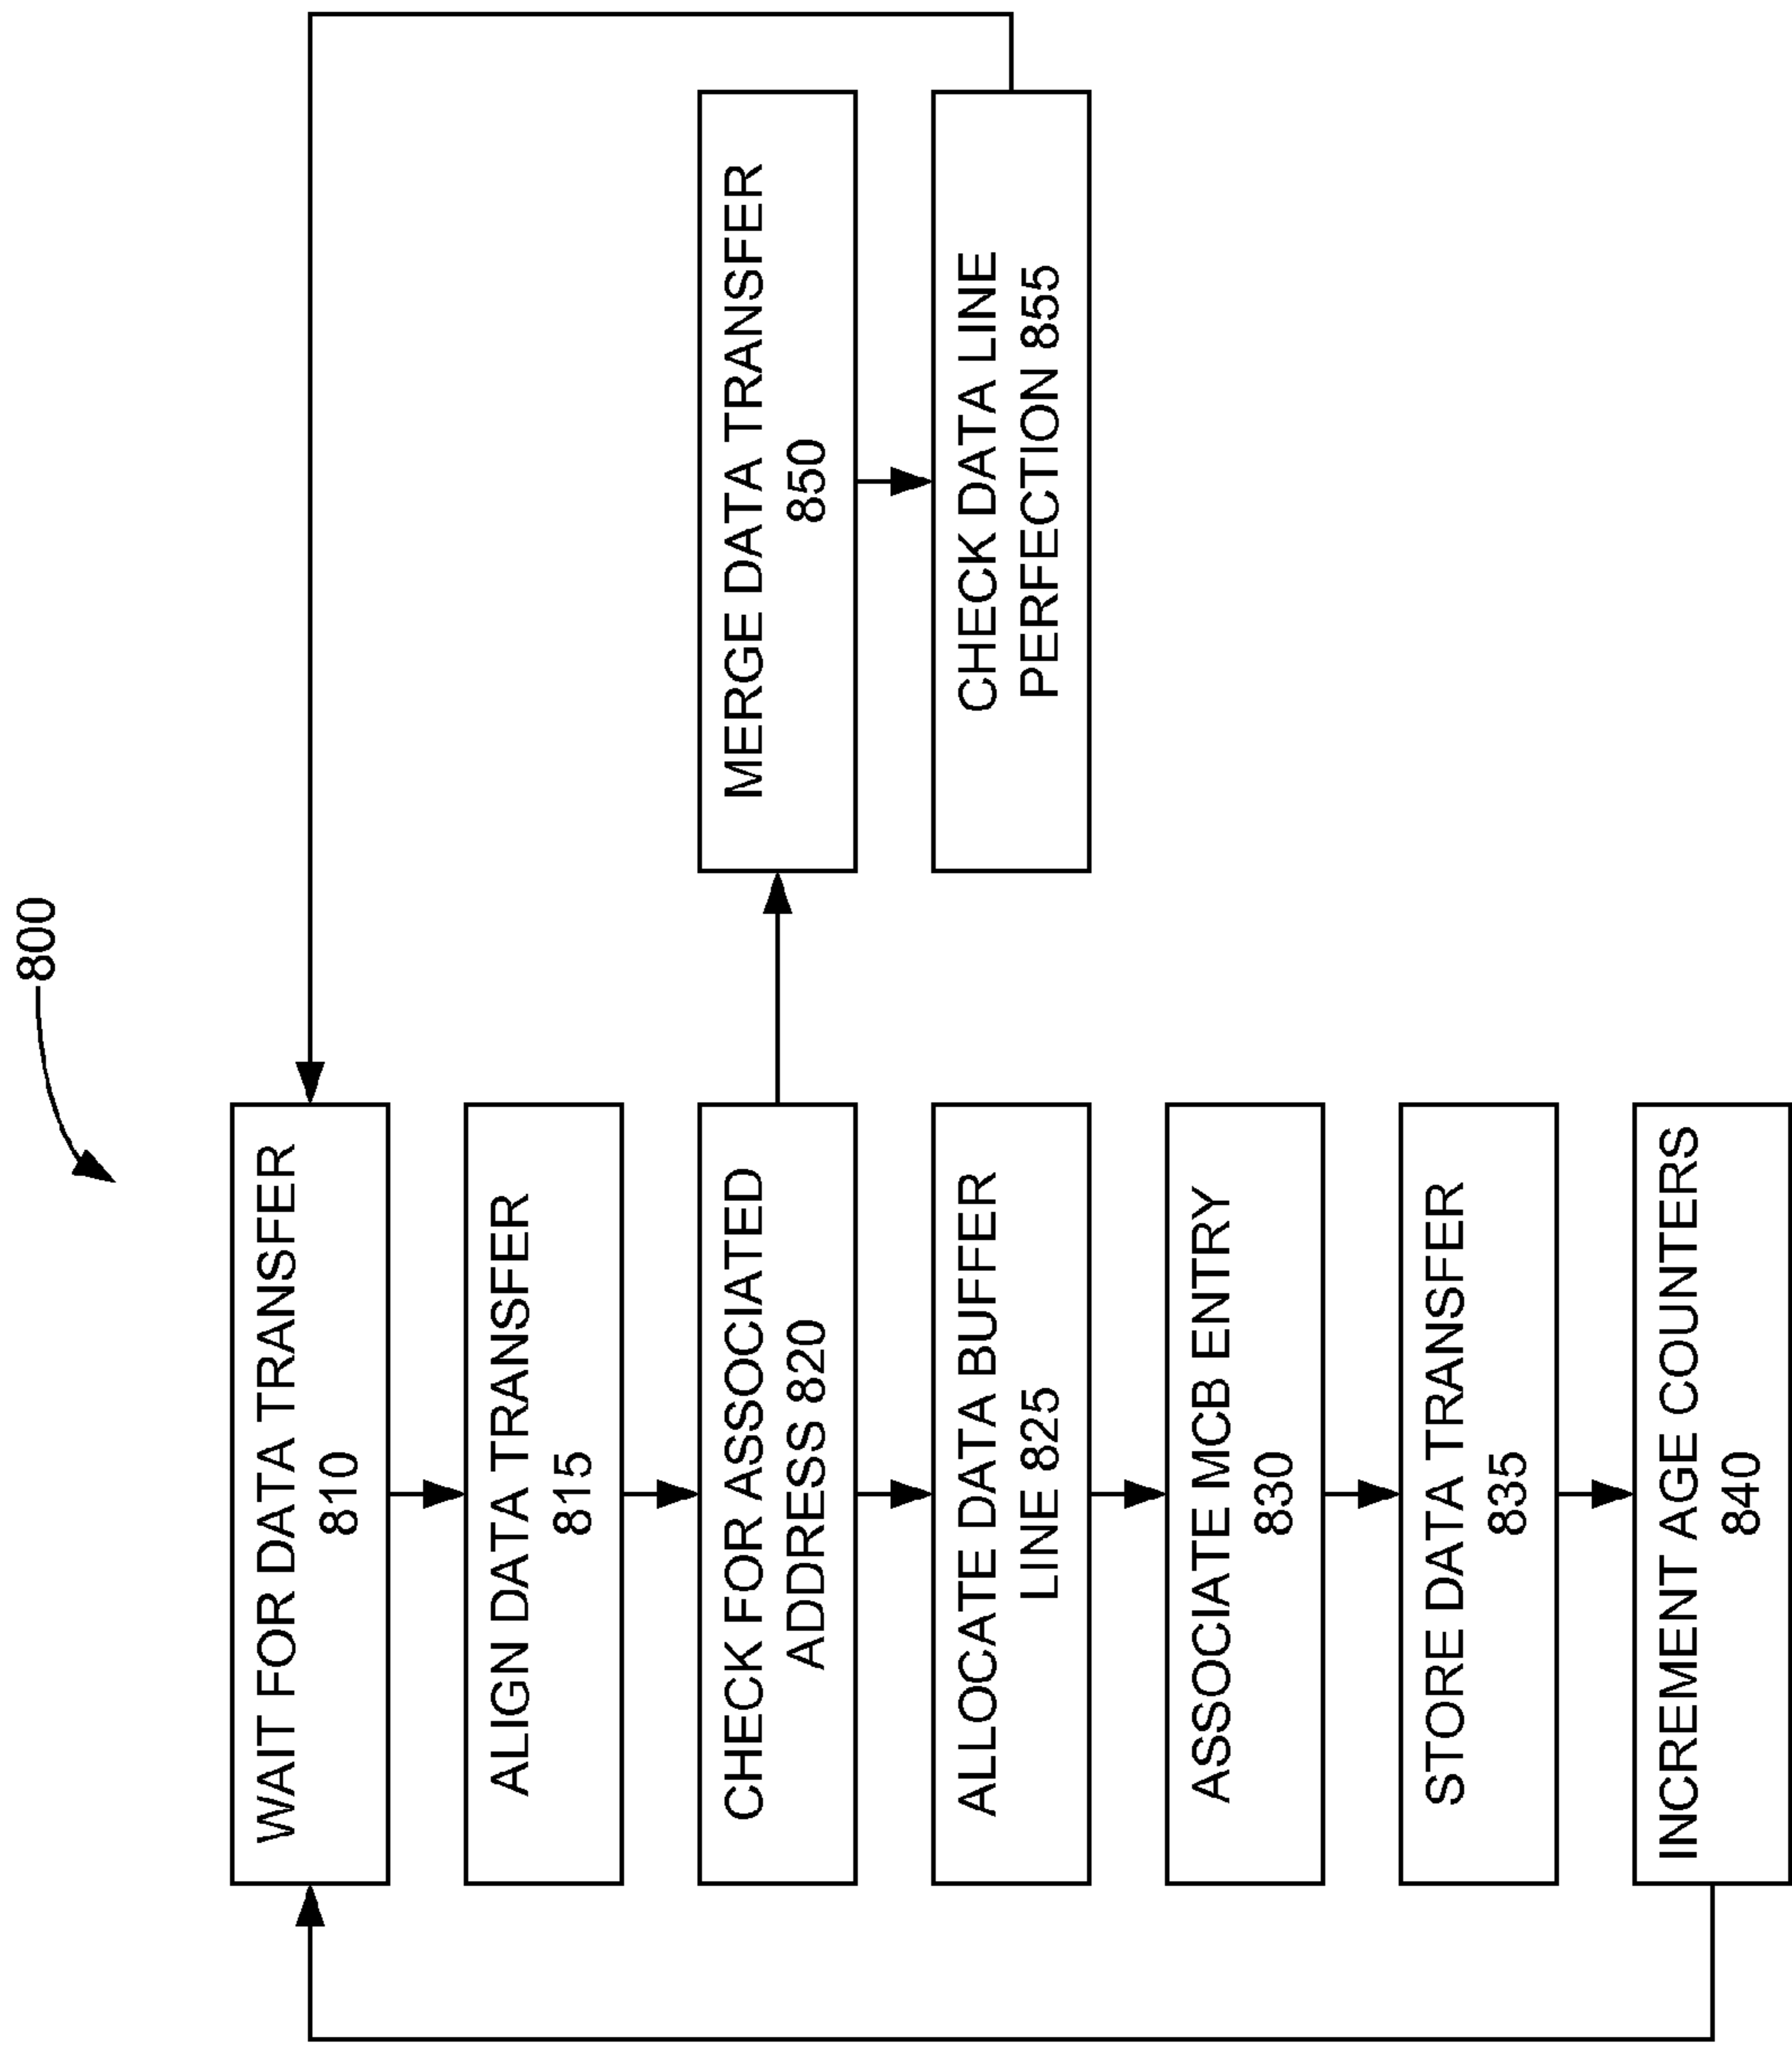 800
WAIT FOR DATA TRANSFER
810
ALIGN DATA TRANSFER
815
CHECK FOR ASSOCIATED
ADDRESS 820
ALLOCATE DATA BUFFER
LINE 825
ASSOCIATE MCB ENTRY
830
STORE DATA TRANSFER
835
INCREMENT AGE COUNTERS
840
MERGE DATA TRANSFER
850
CHECK DATA LINE
PERFECTION 855